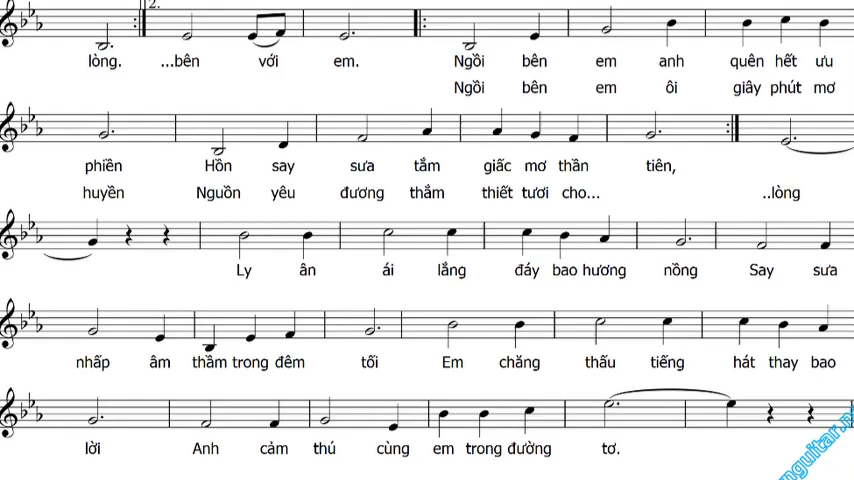 2.
lòng. ...bên với em. Ngồi bên em anh quên hết ưu
Ngồi bên em ôi giây phút mơ
phiền Hồn say sưa tắm giấc mơ thần tiên,
huyền Nguồn yêu đương thắm thiết tươi cho... ..lòng
Ly ân ái lắng đáy bao hương nồng Say sưa
nhấp âm thầm trong đêm tối Em chăng thấu tiếng hát thay bao
lời Anh cảm thú cùng em trong đường tơ.